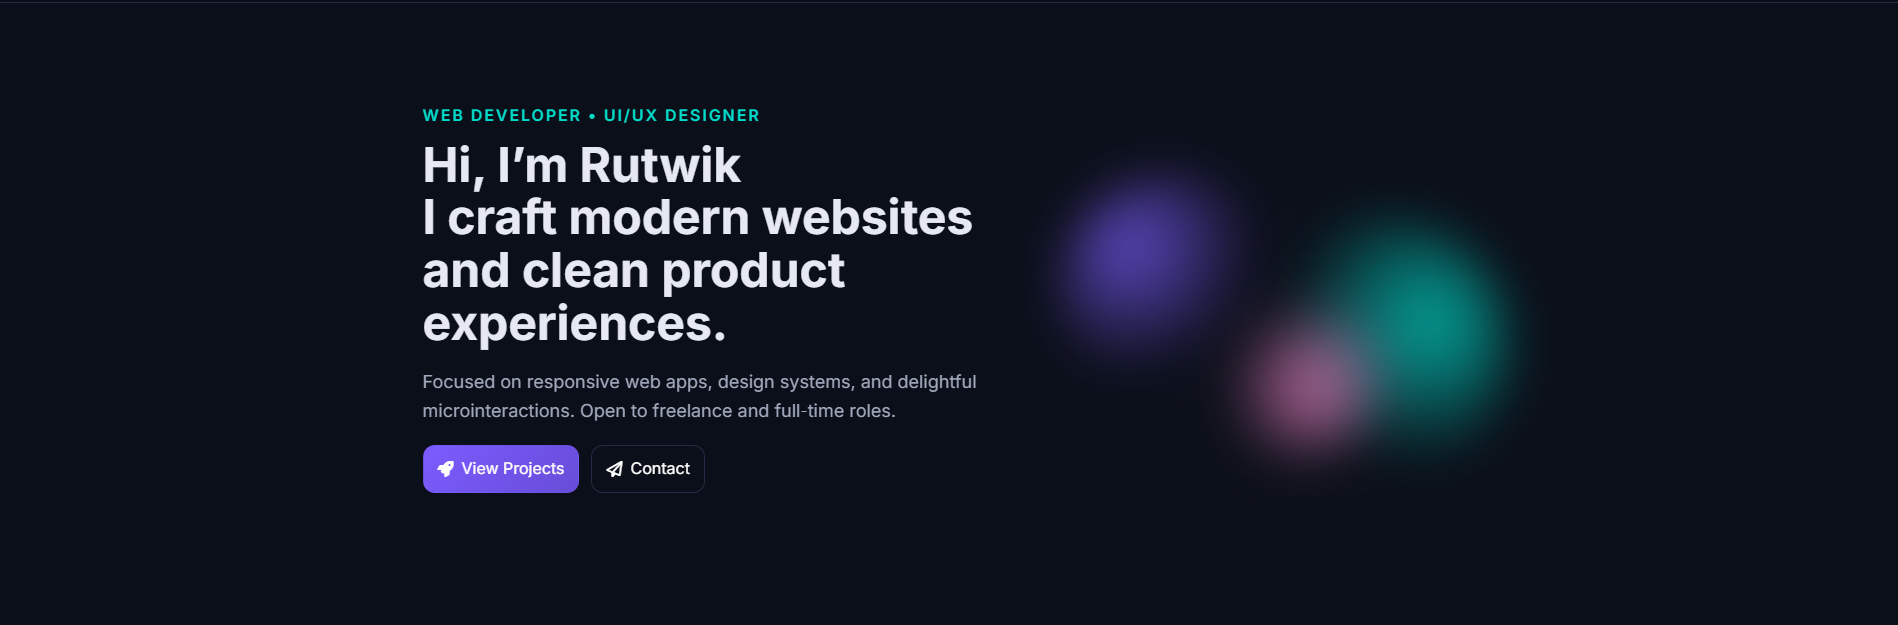 WEB DEVELOPER • UI/UX DESIGNER
Hi, I’m Rutwik
I craft modern websites
and clean product
experiences.
Focused on responsive web apps, design systems, and delightful
microinteractions. Open to freelance and full-time roles.
View Projects
Contact